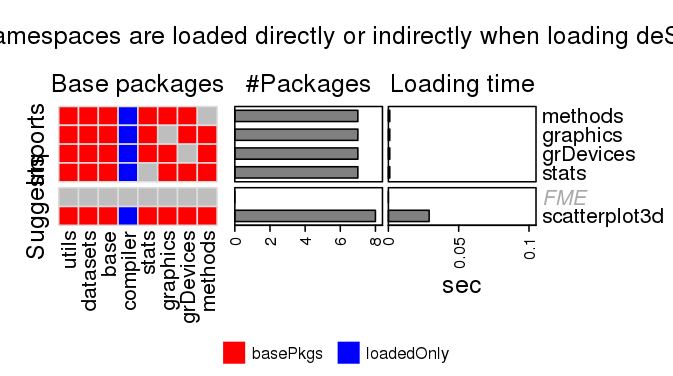 amespaces are loaded directly or indirectly when loading deS
Base packages #Packages Loading time
Imports
Suggests
methods
graphics
grDevices
stats
FME
scatterplot3d
utils
datasets
base
compiler
stats
graphics
grDevices
methods
0 2 4 6 8
0 0.05 0.1
sec
basePkgs loadedOnly